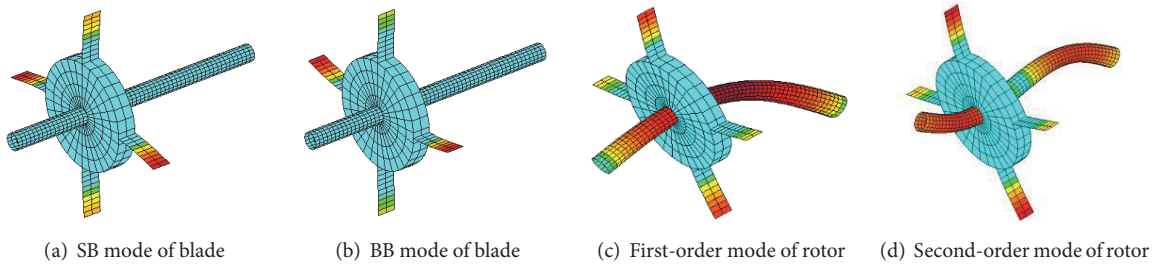 (a) SB mode of blade
(b) BB mode of blade
(c) First-order mode of rotor
(d) Second-order mode of rotor